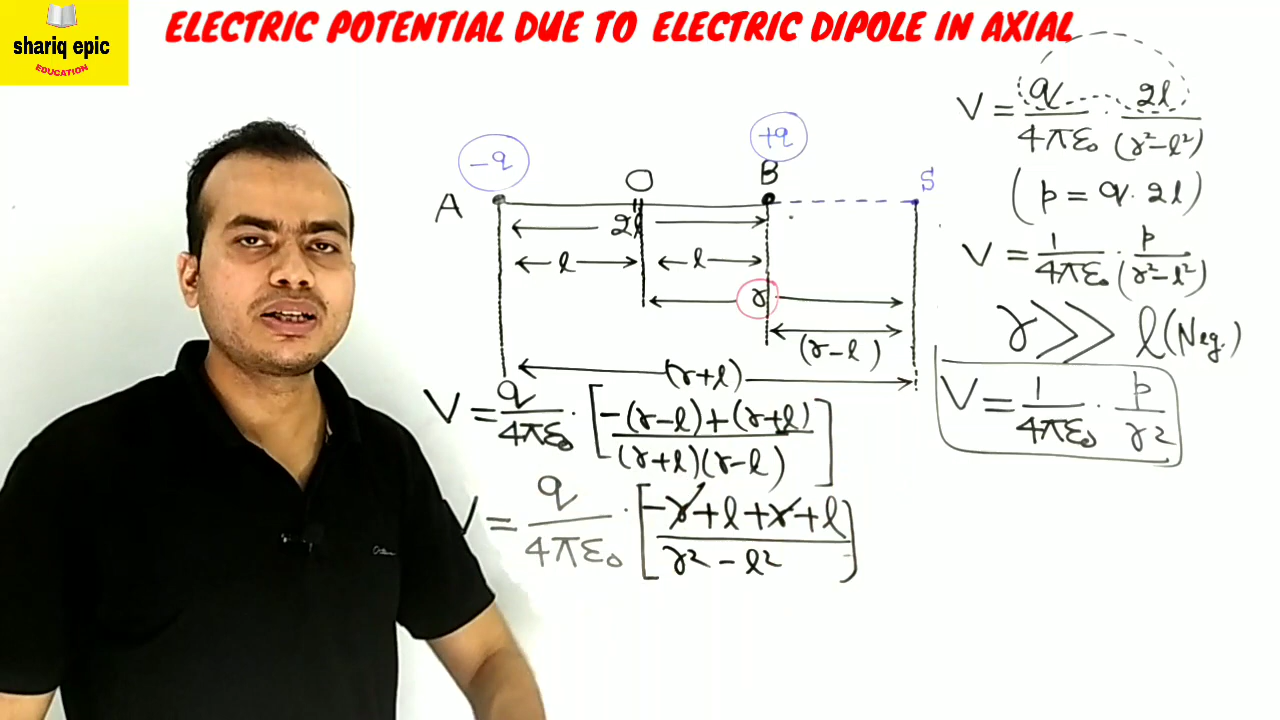 shariq epic
EDUCATION
ELECTRIC POTENTIAL DUE TO ELECTRIC DIPOLE IN AXIAL
-q
+q
A
O
B
S
2l
l
l
r
(r-l)
(r+l)
V = q/4πε₀ · [-(r-l)+(r+l)/(r+l)(r-l)]
V = q/4πε₀ · [-r+l+r+l/r²-l²]
V = q/4πε₀ · 2l/(r²-l²)
(p = q · 2l)
V = 1/4πε₀ · p/(r²-l²)
r >> l (Neg.)
V = 1/4πε₀ · p/r²